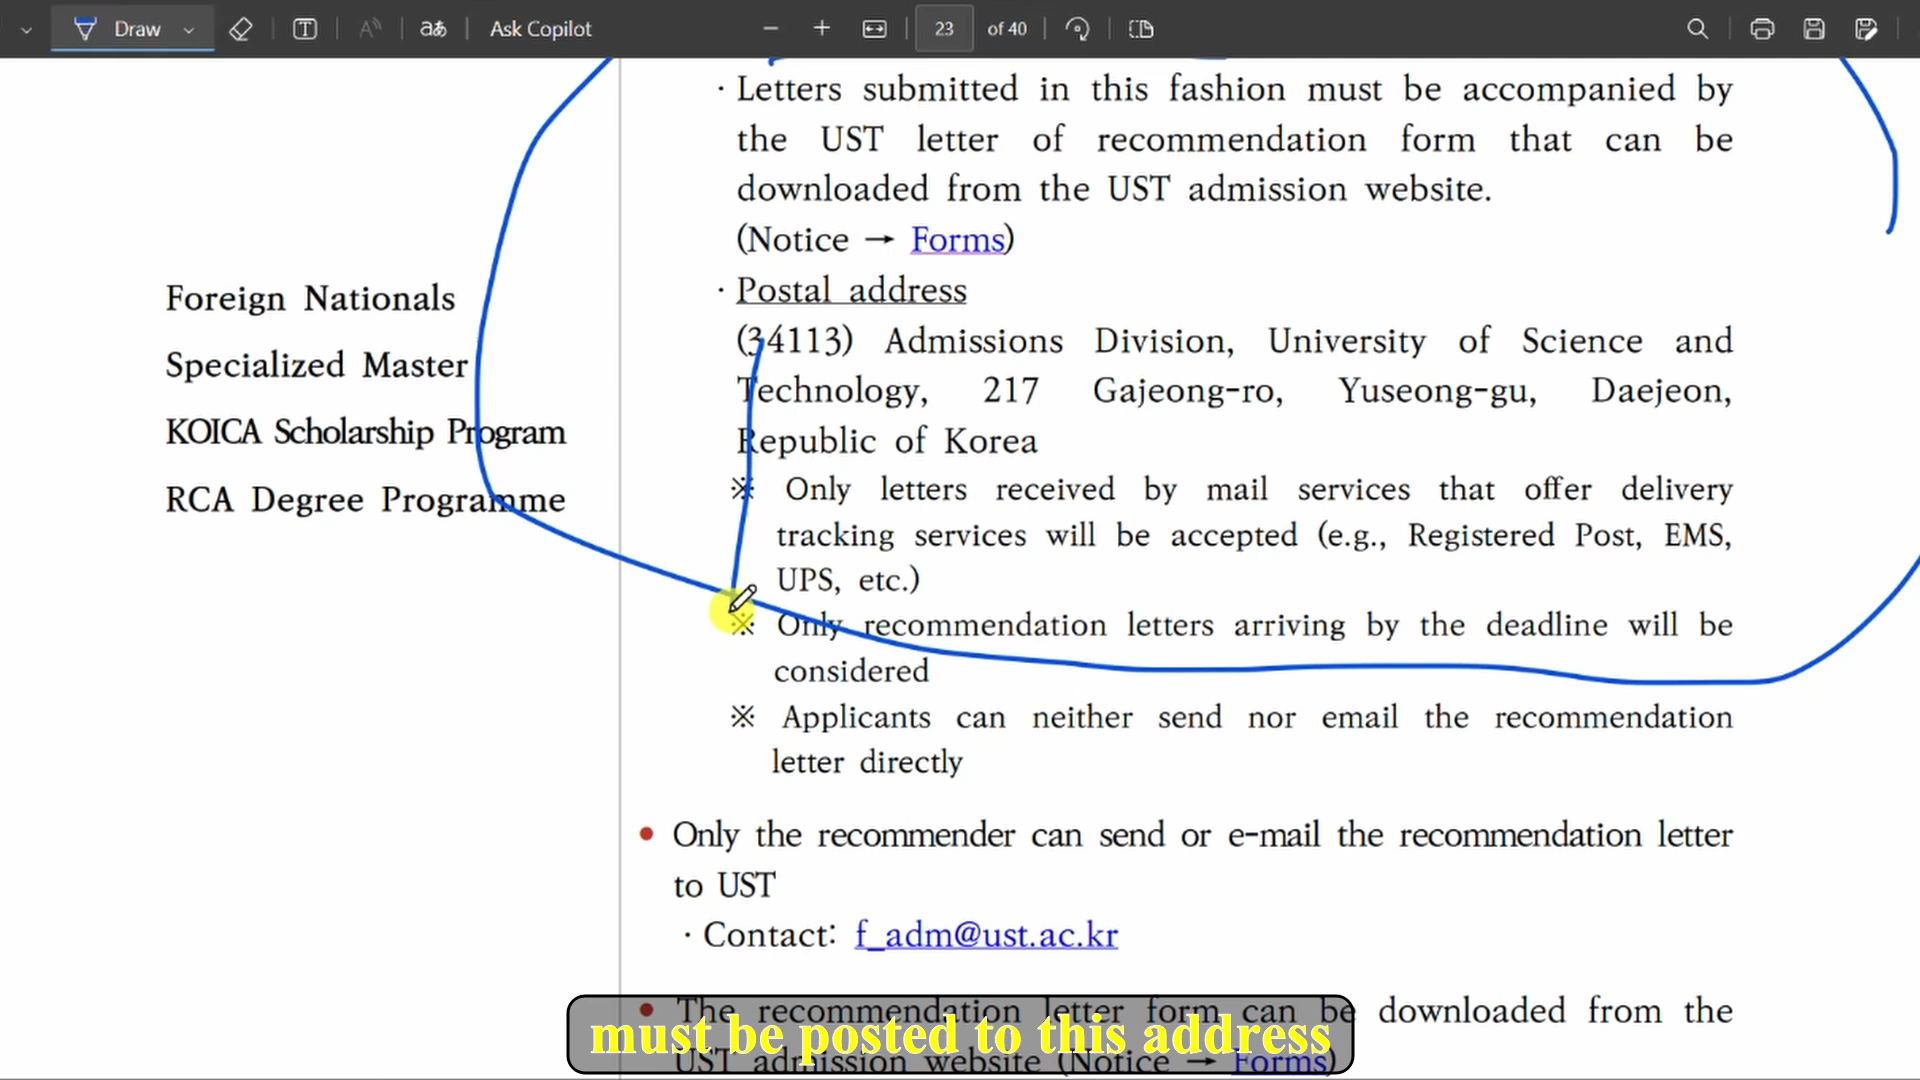 Draw
aあ
Ask Copilot
23
of 40
· Letters submitted in this fashion must be accompanied by
the UST letter of recommendation form that can be
downloaded from the UST admission website.
(Notice → Forms)
· Postal address
(34113) Admissions Division, University of Science and
Technology, 217 Gajeong-ro, Yuseong-gu, Daejeon,
Republic of Korea
※ Only letters received by mail services that offer delivery
tracking services will be accepted (e.g., Registered Post, EMS,
UPS, etc.)
※ Only recommendation letters arriving by the deadline will be
considered
※ Applicants can neither send nor email the recommendation
letter directly
Foreign Nationals
Specialized Master
KOICA Scholarship Program
RCA Degree Programme
• Only the recommender can send or e-mail the recommendation letter
to UST
· Contact: f_adm@ust.ac.kr
• The recommendation letter form can be downloaded from the
UST admission website (Notice → Forms)
must be posted to this address